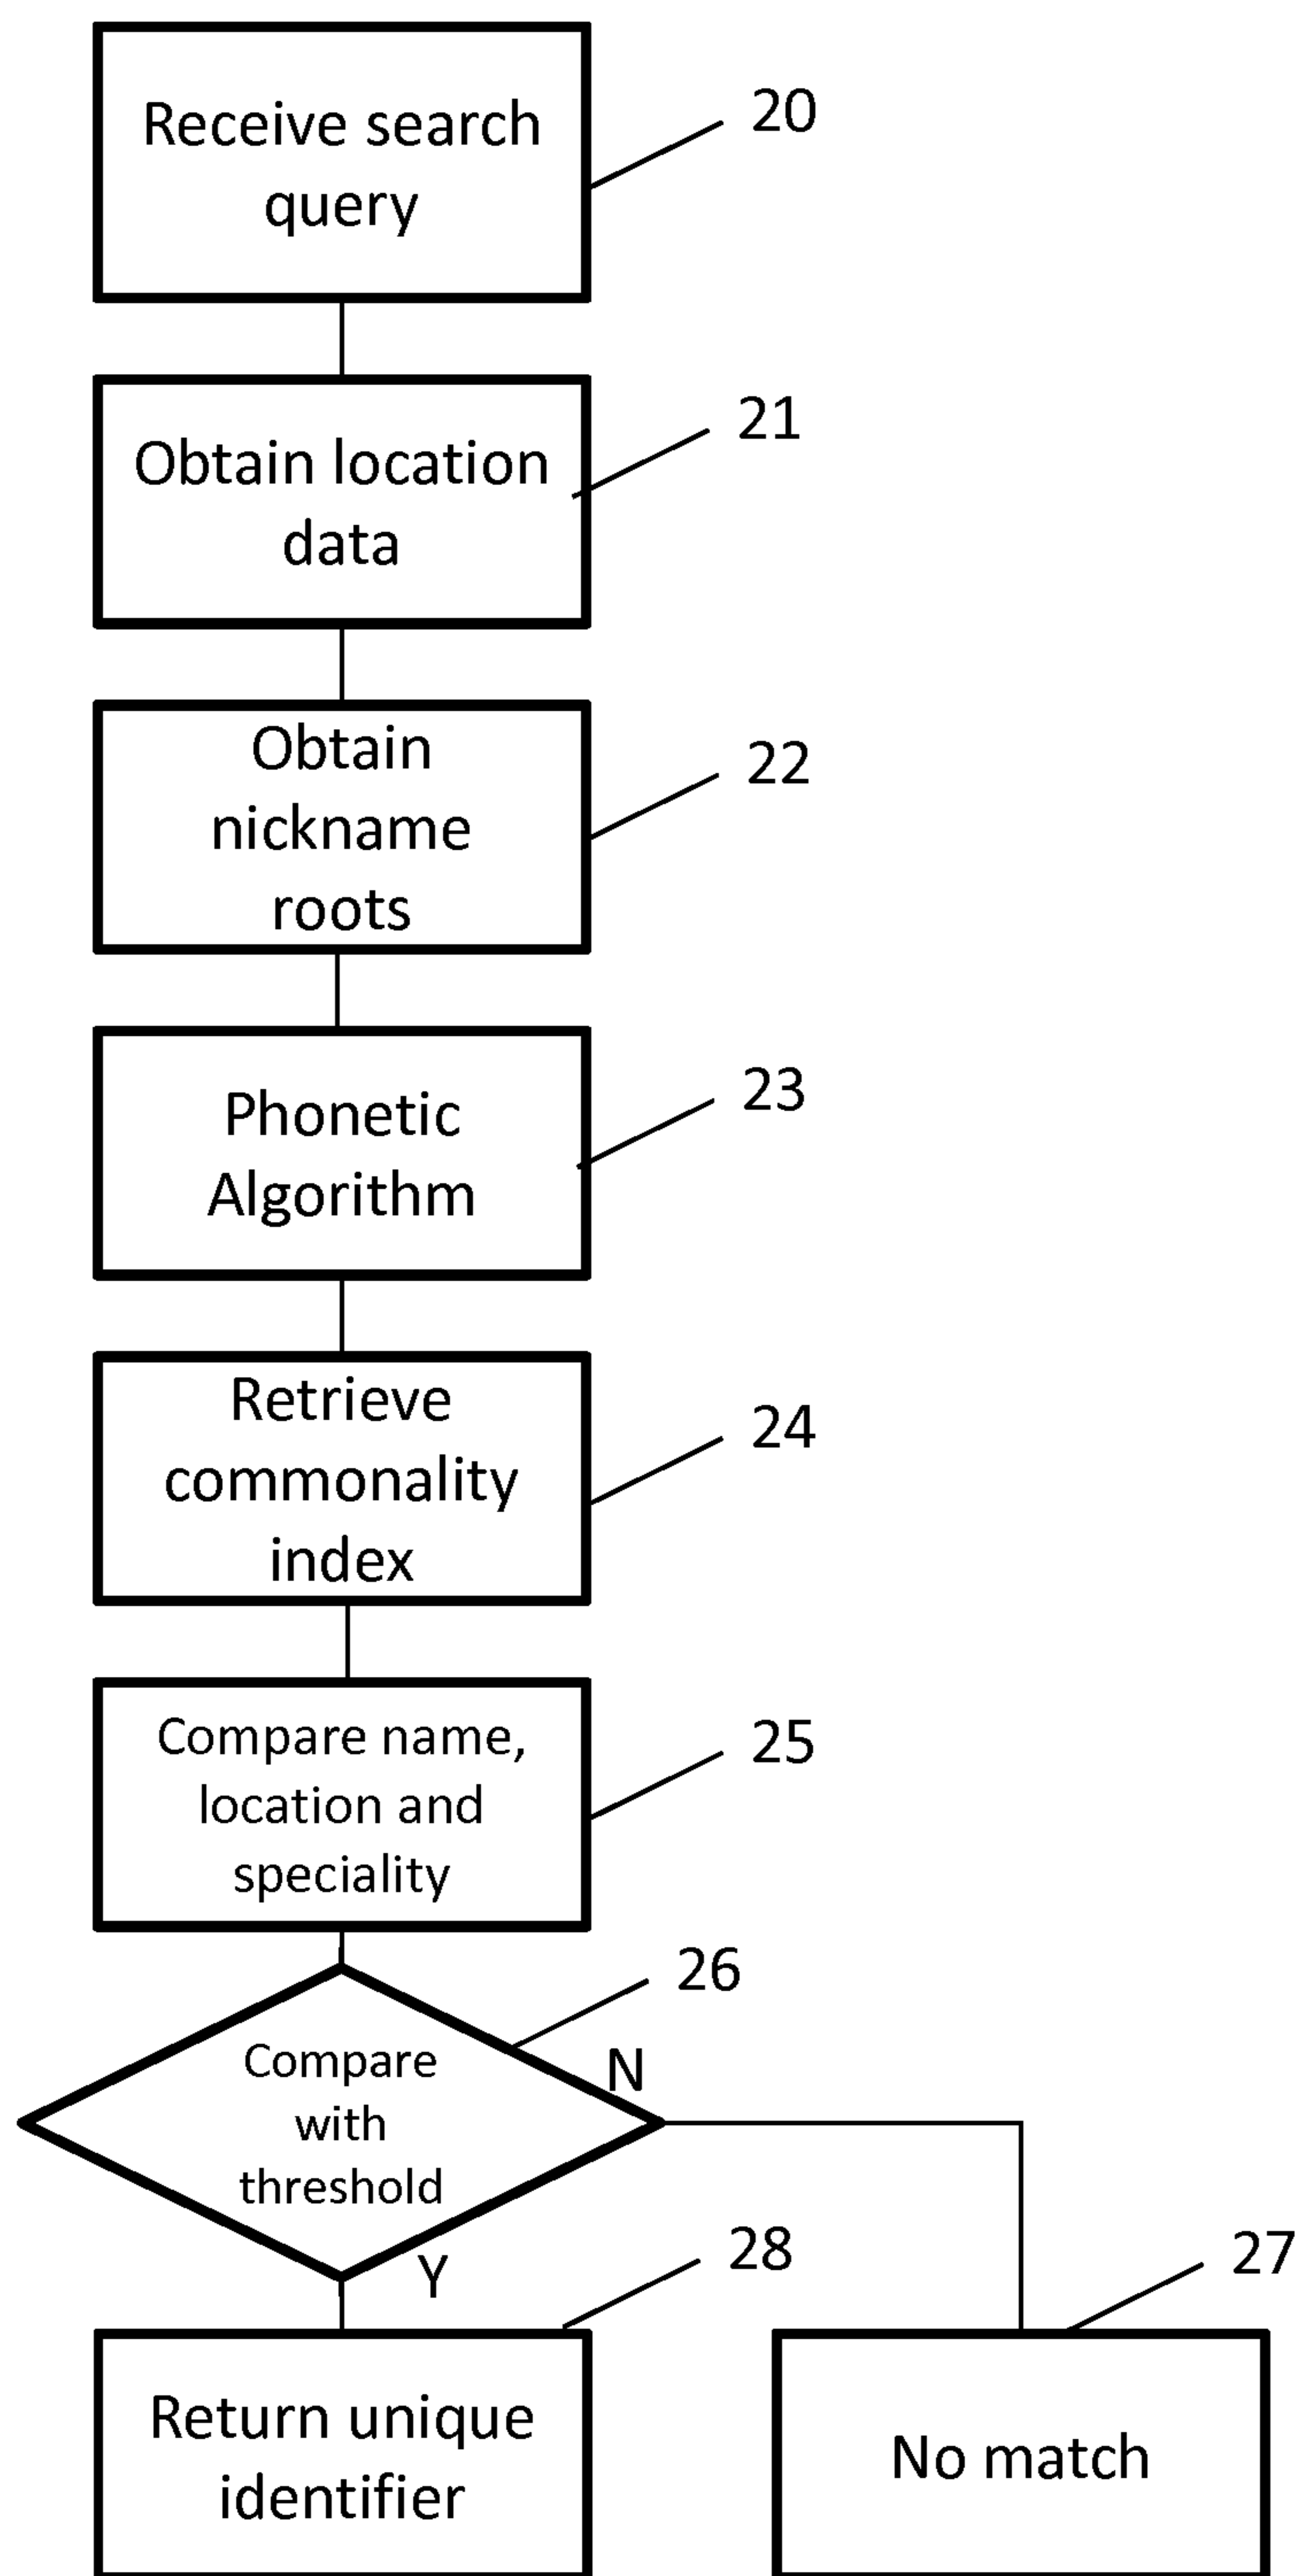 Receive search
query
20
Obtain location
data
21
Obtain
nickname
roots
22
Phonetic
Algorithm
23
Retrieve
commonality
index
24
Compare name,
location and
speciality
25
Compare
with
threshold
26
N
Y
Return unique
identifier
28
No match
27